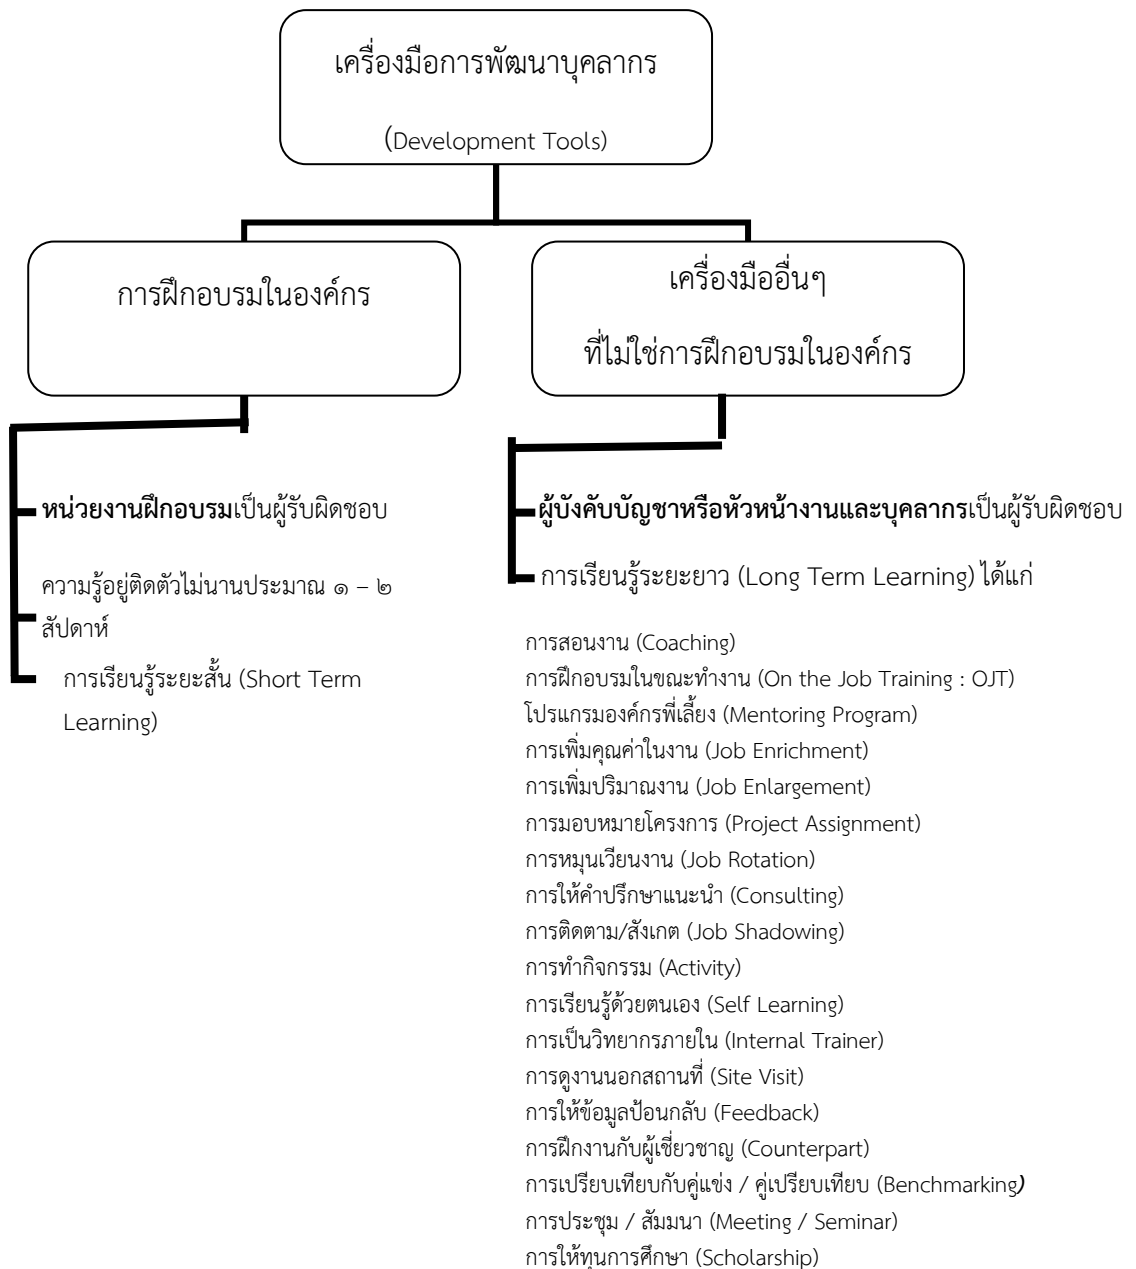 เครื่องมือการพัฒนาบุคลากร
(Development Tools)
การฝึกอบรมในองค์กร
เครื่องมืออื่นๆ
ที่ไม่ใช่การฝึกอบรมในองค์กร
หน่วยงานฝึกอบรมเป็นผู้รับผิดชอบ
ความรู้อยู่ติดตัวไม่นานประมาณ ๑ – ๒
สัปดาห์
การเรียนรู้ระยะสั้น (Short Term
Learning)
ผู้บังคับบัญชาหรือหัวหน้างานและบุคลากรเป็นผู้รับผิดชอบ
การเรียนรู้ระยะยาว (Long Term Learning) ได้แก่
การสอนงาน (Coaching)
การฝึกอบรมในขณะทำงาน (On the Job Training : OJT)
โปรแกรมองค์กรพี่เลี้ยง (Mentoring Program)
การเพิ่มคุณค่าในงาน (Job Enrichment)
การเพิ่มปริมาณงาน (Job Enlargement)
การมอบหมายโครงการ (Project Assignment)
การหมุนเวียนงาน (Job Rotation)
การให้คำปรึกษาแนะนำ (Consulting)
การติดตาม/สังเกต (Job Shadowing)
การทำกิจกรรม (Activity)
การเรียนรู้ด้วยตนเอง (Self Learning)
การเป็นวิทยากรภายใน (Internal Trainer)
การดูงานนอกสถานที่ (Site Visit)
การให้ข้อมูลป้อนกลับ (Feedback)
การฝึกงานกับผู้เชี่ยวชาญ (Counterpart)
การเปรียบเทียบกับคู่แข่ง / คู่เปรียบเทียบ (Benchmarking)
การประชุม / สัมมนา (Meeting / Seminar)
การให้ทุนการศึกษา (Scholarship)